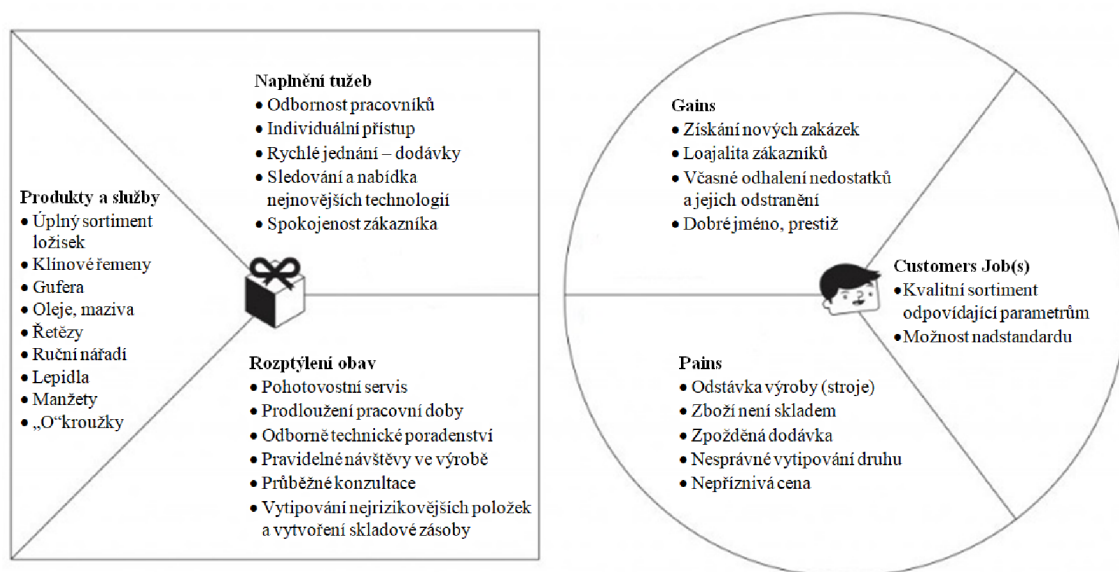 Naplnění tužeb
• Odbornost pracovníků
• Individuální přístup
• Rychlé jednání – dodávky
• Sledování a nabídka
nejnovějších technologií
• Spokojenost zákazníka
Produkty a služby
• Úplný sortiment
ložisek
• Klínové řemeny
• Gufera
• Oleje, maziva
• Řetězy
• Ruční nářadí
• Lepidla
• Manžety
• „O“kroužky
Rozptýlení obav
• Pohotovostní servis
• Prodloužení pracovní doby
• Odborně technické poradenství
• Pravidelné návštěvy ve výrobě
• Průběžné konzultace
• Vytipování nejrizikovějších položek
a vytvoření skladové zásoby
Gains
• Získání nových zakázek
• Loajalita zákazníků
• Včasné odhalení nedostatků
a jejich odstranění
• Dobré jméno, prestiž
Customers Job(s)
• Kvalitní sortiment
odpovídající parametrům
• Možnost nadstandardu
Pains
• Odstávka výroby (stroje)
• Zboží není skladem
• Zpožděná dodávka
• Nesprávné vytipování druhu
• Nepříznivá cena